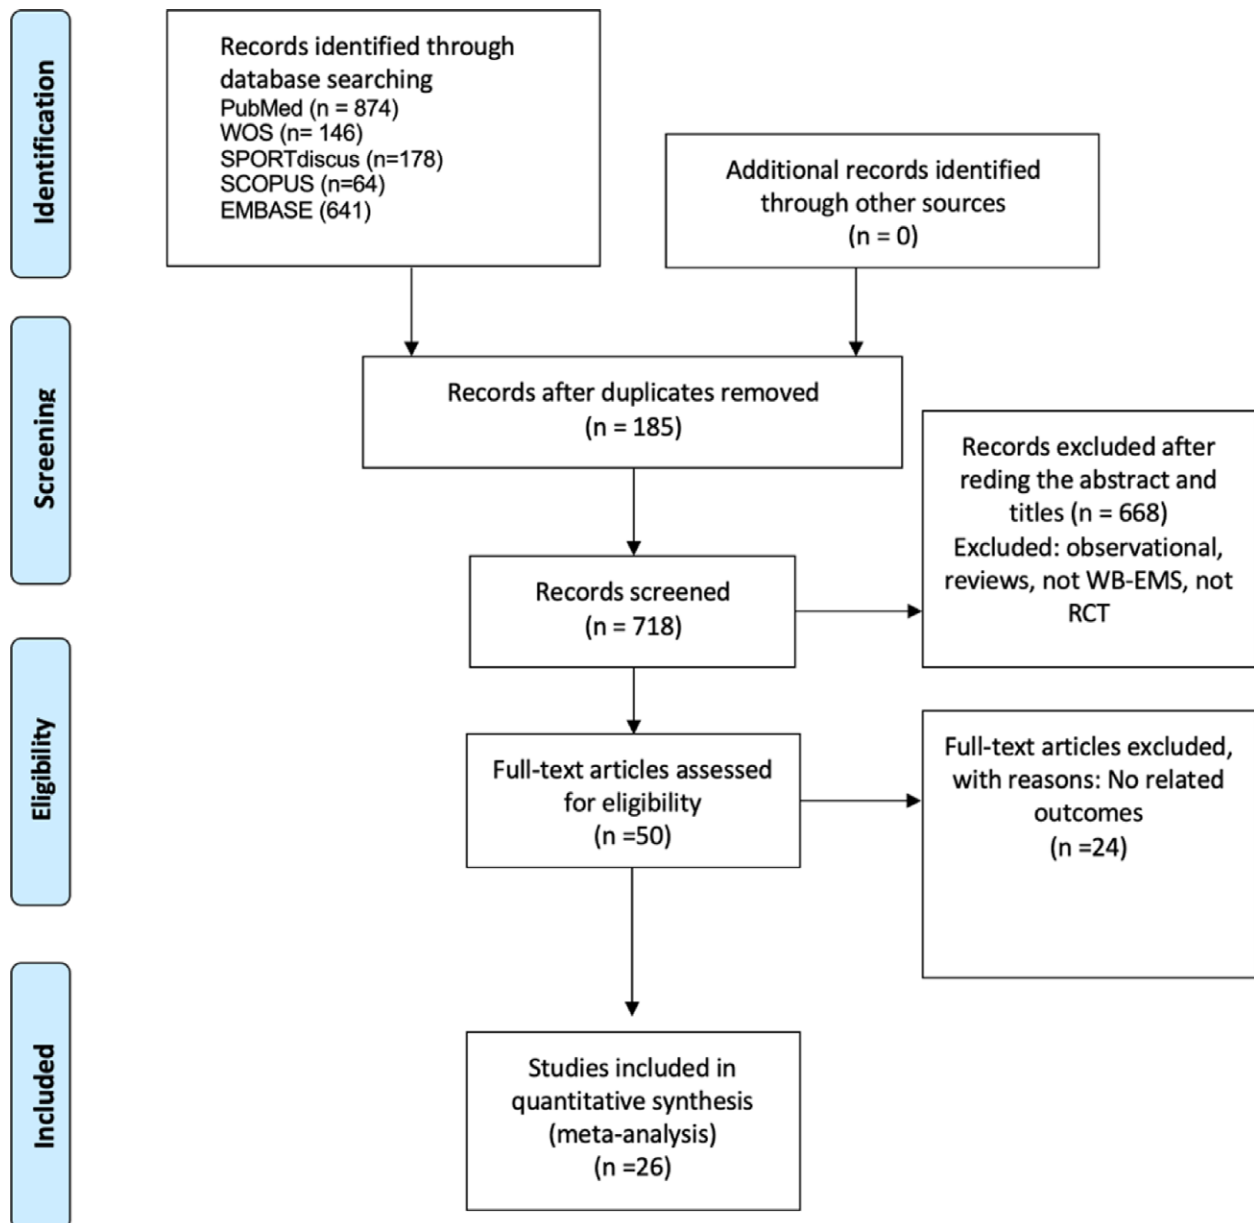 Identification
Records identified through
database searching
PubMed (n = 874)
WOS (n= 146)
SPORTdiscus (n=178)
SCOPUS (n=64)
EMBASE (641)
Additional records identified
through other sources
(n = 0)
Screening
Records after duplicates removed
(n = 185)
Records screened
(n = 718)
Records excluded after
reding the abstract and
titles (n = 668)
Excluded: observational,
reviews, not WB-EMS, not
RCT
Eligibility
Full-text articles assessed
for eligibility
(n =50)
Full-text articles excluded,
with reasons: No related
outcomes
(n =24)
Included
Studies included in
quantitative synthesis
(meta-analysis)
(n =26)